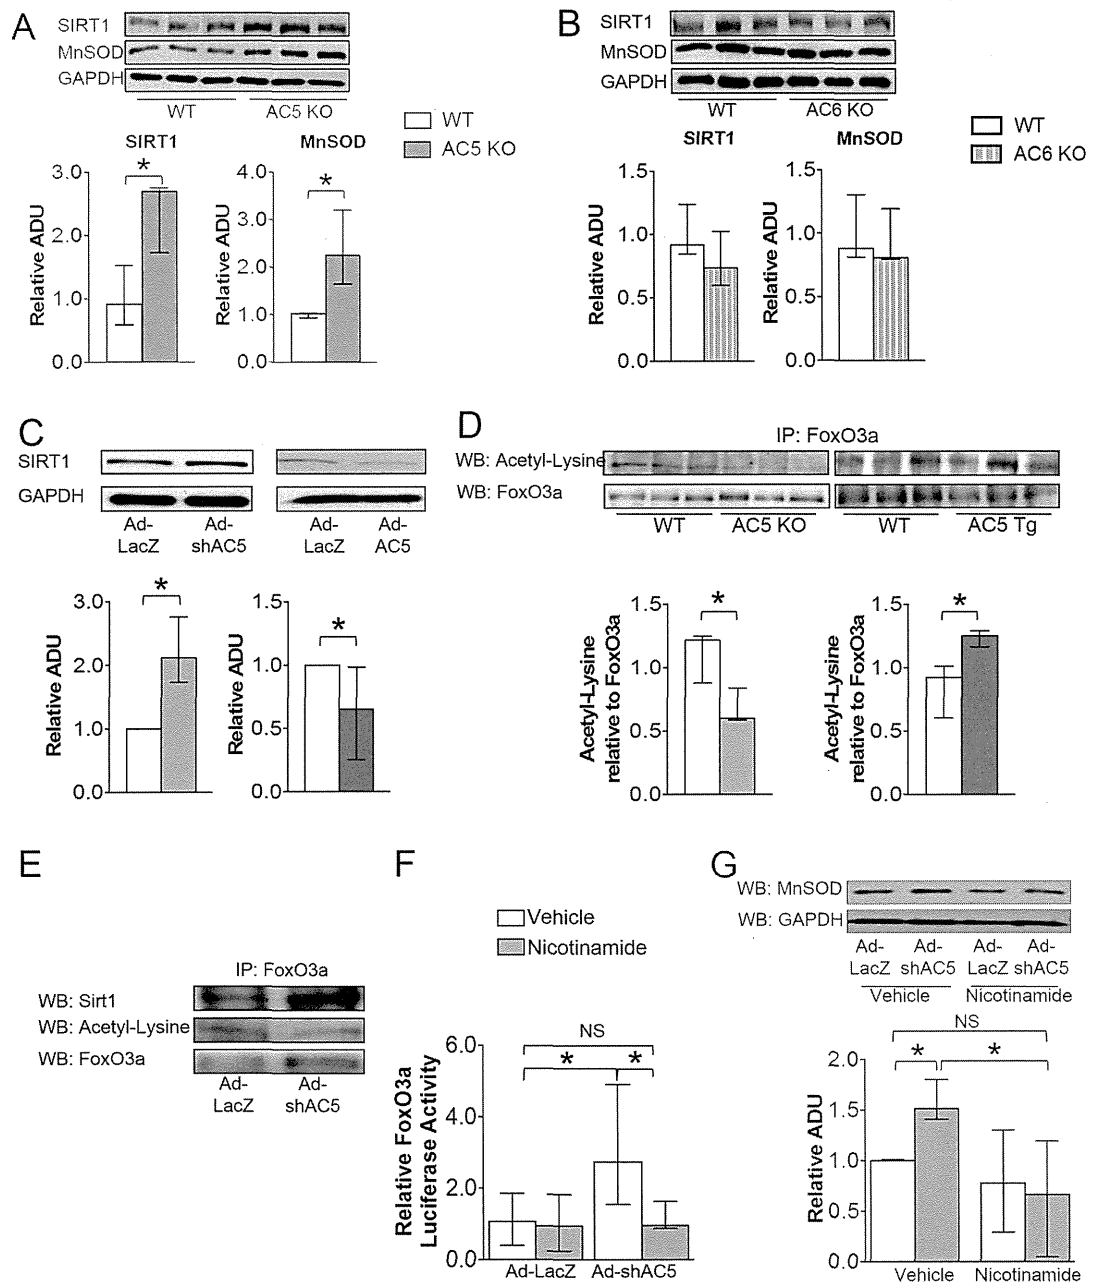 A
SIRT1
MnSOD
GAPDH
WT AC5 KO
WT
AC5 KO
SIRT1
*
3.0
2.0
1.0
0.0
Relative ADU
MnSOD
*
4.0
3.0
2.0
1.0
0.0
Relative ADU
B
SIRT1
MnSOD
GAPDH
WT AC6 KO
WT
AC6 KO
SIRT1
1.5
1.0
0.5
0.0
Relative ADU
MnSOD
1.5
1.0
0.5
0.0
Relative ADU
C
SIRT1
GAPDH
Ad- Ad- Ad- Ad-
LacZ shAC5 LacZ AC5
*
3.0
2.0
1.0
0.0
Relative ADU
*
1.5
1.0
0.5
0.0
Relative ADU
D
IP: FoxO3a
WB: Acetyl-Lysine
WB: FoxO3a
WT AC5 KO WT AC5 Tg
*
1.5
1.0
0.5
0.0
Acetyl-Lysine
relative to FoxO3a
*
1.5
1.0
0.5
0.0
Acetyl-Lysine
relative to FoxO3a
E
IP: FoxO3a
WB: Sirt1
WB: Acetyl-Lysine
WB: FoxO3a
Ad- Ad-
LacZ shAC5
F
Vehicle
Nicotinamide
NS
* *
6.0
4.0
2.0
0.0
Relative FoxO3a
Luciferase Activity
Ad-LacZ Ad-shAC5
G
WB: MnSOD
WB: GAPDH
Ad- Ad- Ad- Ad-
LacZ shAC5 LacZ shAC5
Vehicle Nicotinamide
NS
* *
2.0
1.5
1.0
0.5
0.0
Relative ADU
Vehicle Nicotinamide